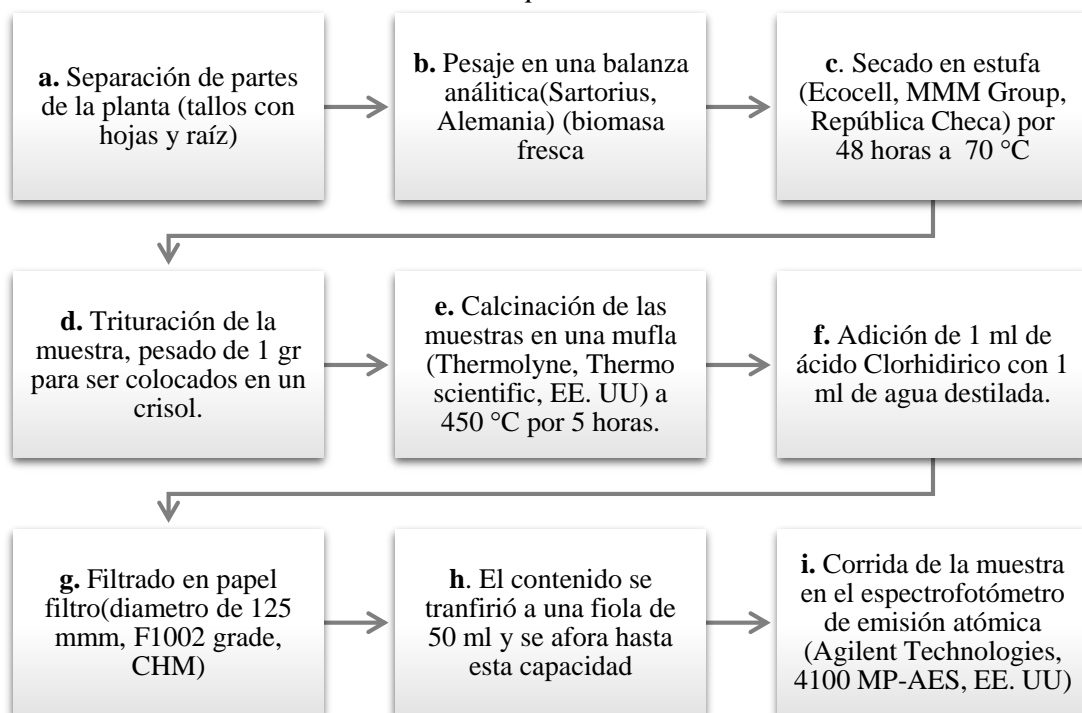 a. Separación de partes
de la planta (tallos con
hojas y raíz)
b. Pesaje en una balanza
análitica(Sartorius,
Alemania) (biomasa
fresca
c. Secado en estufa
(Ecocell, MMM Group,
República Checa) por
48 horas a 70 °C
d. Trituración de la
muestra, pesado de 1 gr
para ser colocados en un
crisol.
e. Calcinación de las
muestras en una mufla
(Thermolyne, Thermo
scientific, EE. UU) a
450 °C por 5 horas.
f. Adición de 1 ml de
ácido Clorhidirico con 1
ml de agua destilada.
g. Filtrado en papel
filtro(diametro de 125
mmm, F1002 grade,
CHM)
h. El contenido se
tranfirió a una fiola de
50 ml y se afora hasta
esta capacidad
i. Corrida de la muestra
en el espectrofotómetro
de emisión atómica
(Agilent Technologies,
4100 MP-AES, EE. UU)